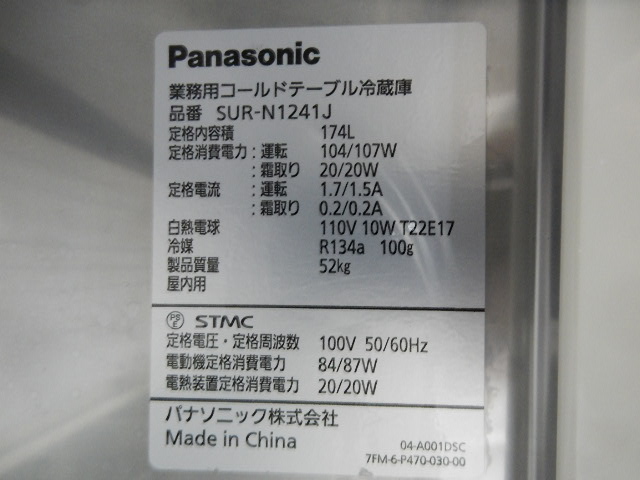 Panasonic
業務用コールドテーブル冷蔵庫
品番 SUR-N1241J
定格内容積 174L
定格消費電力:運転 104/107W
:霜取り 20/20W
定格電流 :運転 1.7/1.5A
:霜取り 0.2/0.2A
白熱電球 110V 10W T22E17
冷媒 R134a 100g
製品質量 52kg
屋内用
PS E STMC
定格電圧・定格周波数 100V 50/60Hz
電動機定格消費電力 84/87W
電熱装置定格消費電力 20/20W
パナソニック株式会社
Made in China
04-A001DSC
7FM-6-P470-030-00